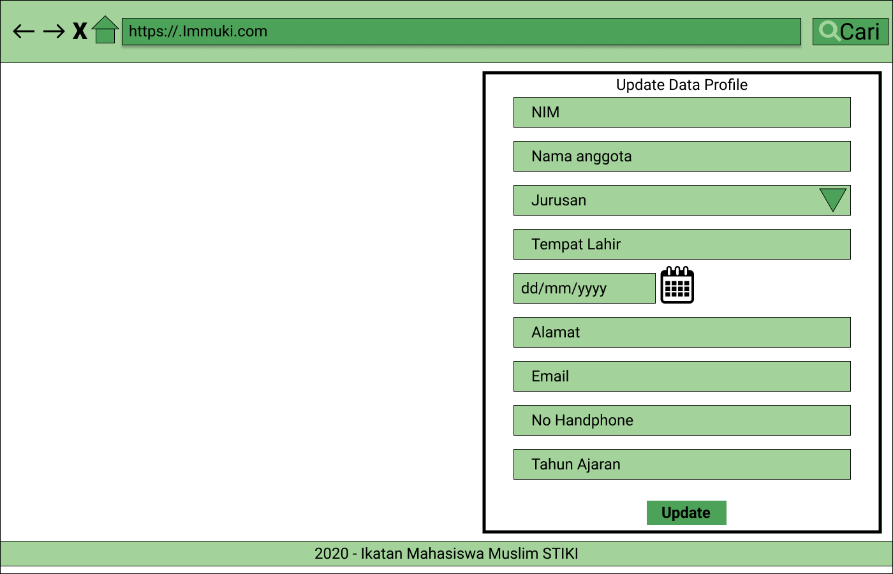 X
https://.Immuki.com
Cari
Update Data Profile
NIM
Nama anggota
Jurusan
Tempat Lahir
dd/mm/yyyy
Alamat
Email
No Handphone
Tahun Ajaran
Update
2020 - Ikatan Mahasiswa Muslim STIKI